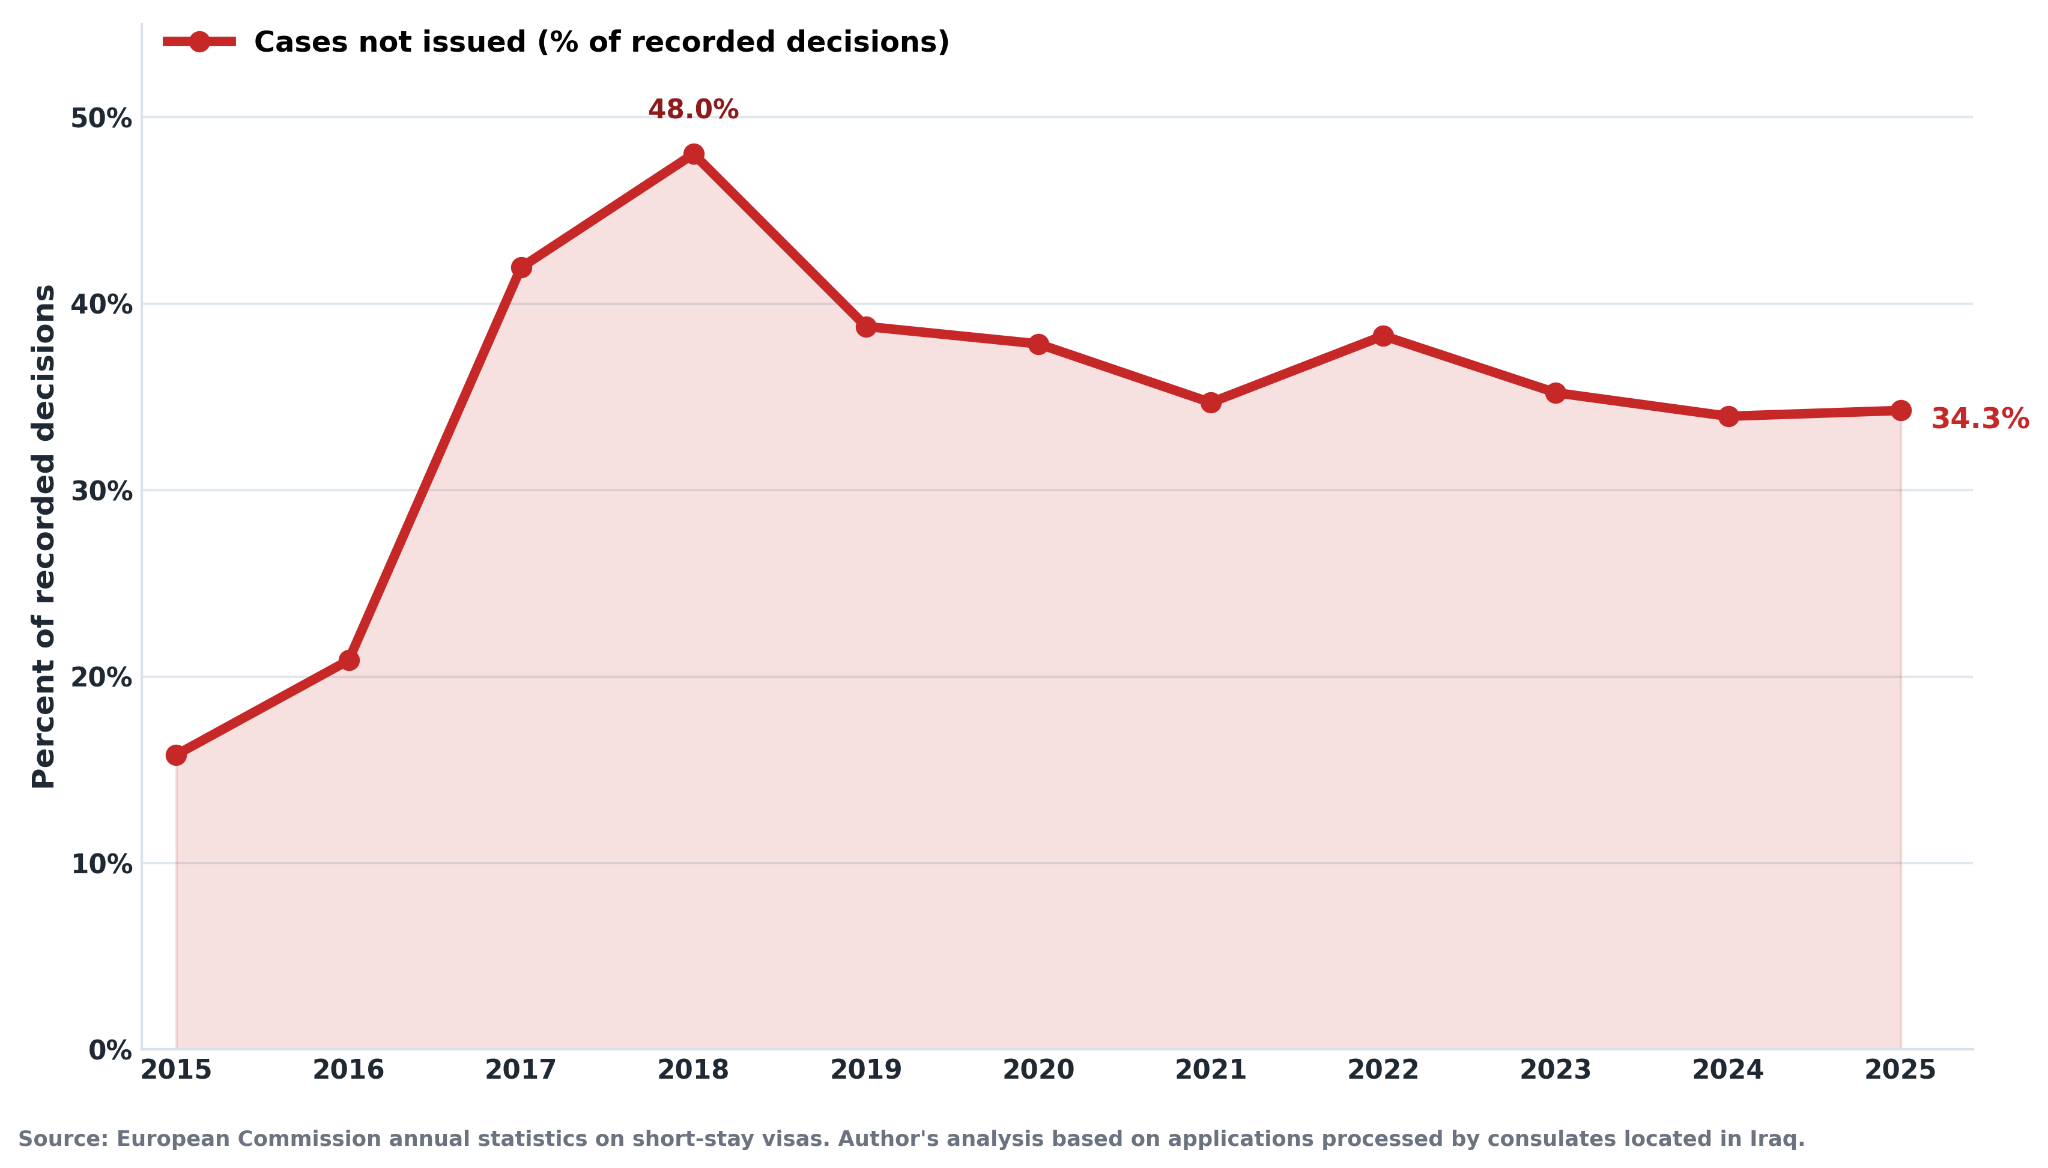 Cases not issued (% of recorded decisions)
48.0%
34.3%
Percent of recorded decisions
50%
40%
30%
20%
10%
0%
2015 2016 2017 2018 2019 2020 2021 2022 2023 2024 2025
Source: European Commission annual statistics on short-stay visas. Author's analysis based on applications processed by consulates located in Iraq.